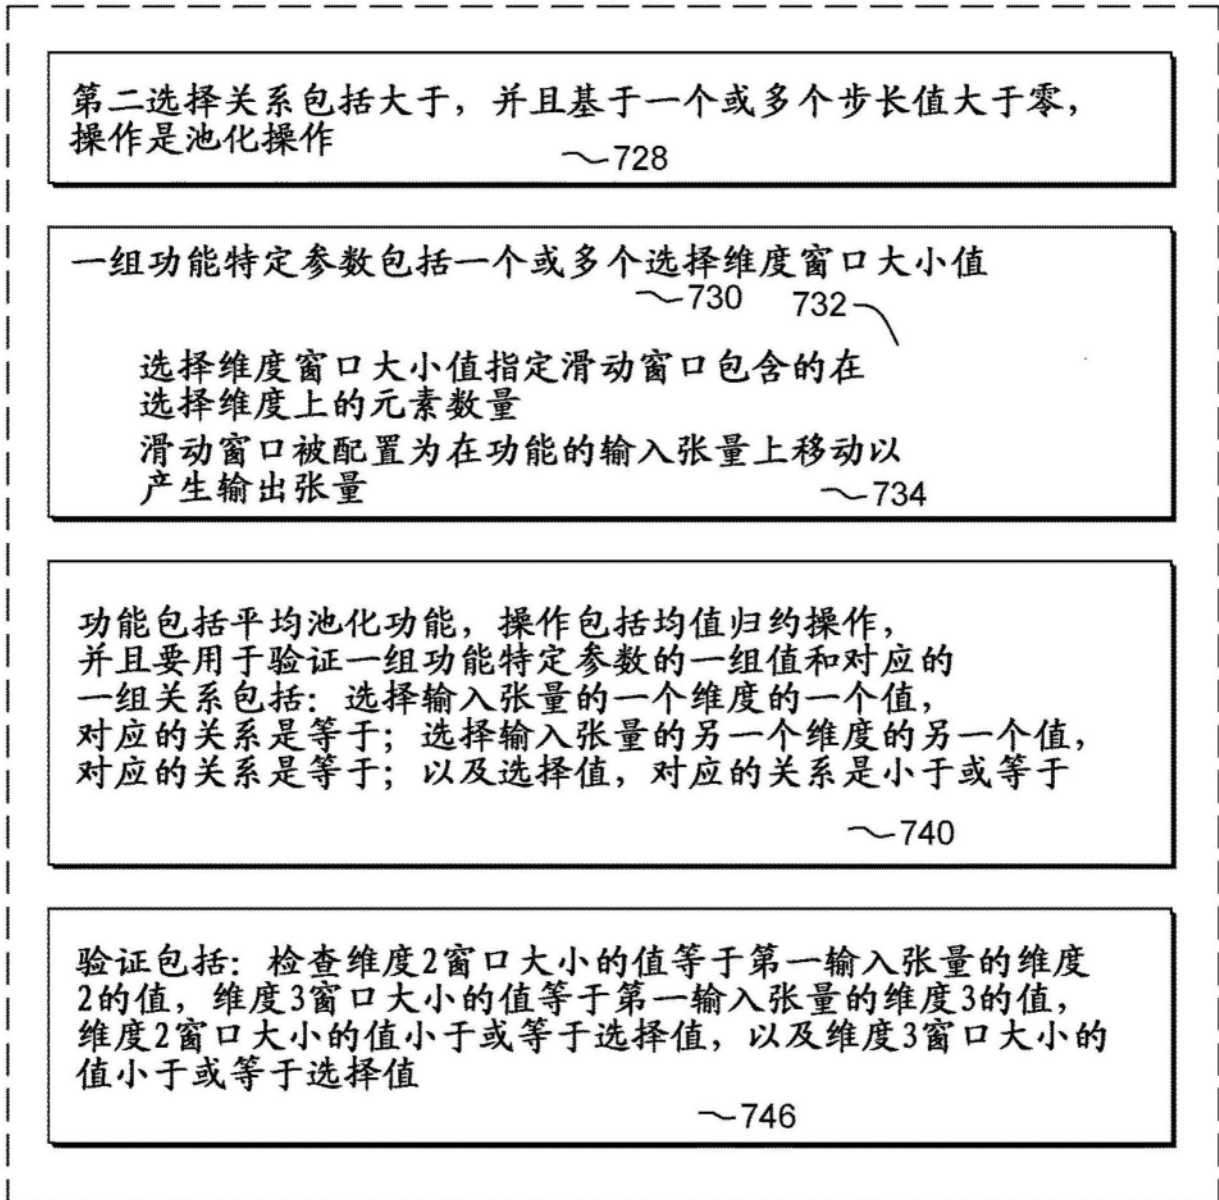 第二选择关系包括大于，并且基于一个或多个步长值大于零，
操作是池化操作
728
一组功能特定参数包括一个或多个选择维度窗口大小值
730 732
选择维度窗口大小值指定滑动窗口包含的在
选择维度上的元素数量
滑动窗口被配置为在功能的输入张量上移动以
产生输出张量 734
功能包括平均池化功能，操作包括均值归约操作，
并且要用于验证一组功能特定参数的一组值和对应的
一组关系包括：选择输入张量的一个维度的一个值，
对应的关系是等于；选择输入张量的另一个维度的另一个值，
对应的关系是等于；以及选择值，对应的关系是小于或等于
740
验证包括：检查维度2窗口大小的值等于第一输入张量的维度
2的值，维度3窗口大小的值等于第一输入张量的维度3的值，
维度2窗口大小的值小于或等于选择值，以及维度3窗口大小的
值小于或等于选择值
746